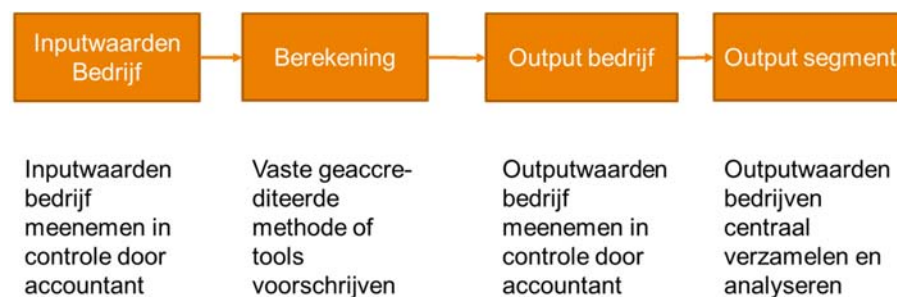 Inputwaarden
Bedrijf
Berekening
Output bedrijf
Output segment
Inputwaarden
bedrijf
meenemen in
controle door
accountant
Vaste geaccre-
diteerde
methode of
tools
voorschrijven
Outputwaarden
bedrijf
meenemen in
controle door
accountant
Outputwaarden
bedrijven
centraal
verzamelen en
analyseren